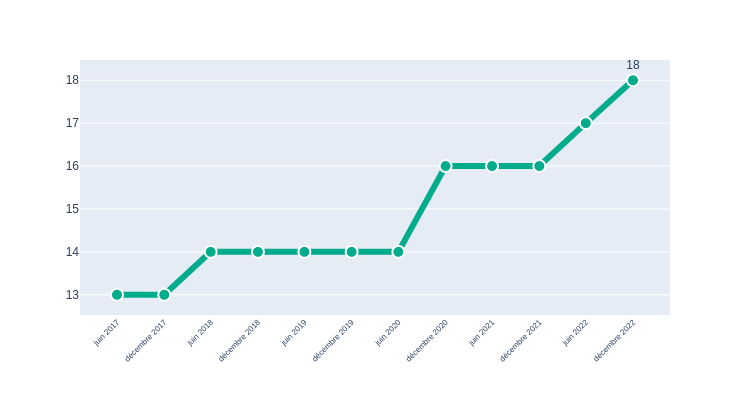 18
18
17
16
15
14
13
juin 2017
décembre 2017
juin 2018
décembre 2018
juin 2019
décembre 2019
juin 2020
décembre 2020
juin 2021
décembre 2021
juin 2022
décembre 2022